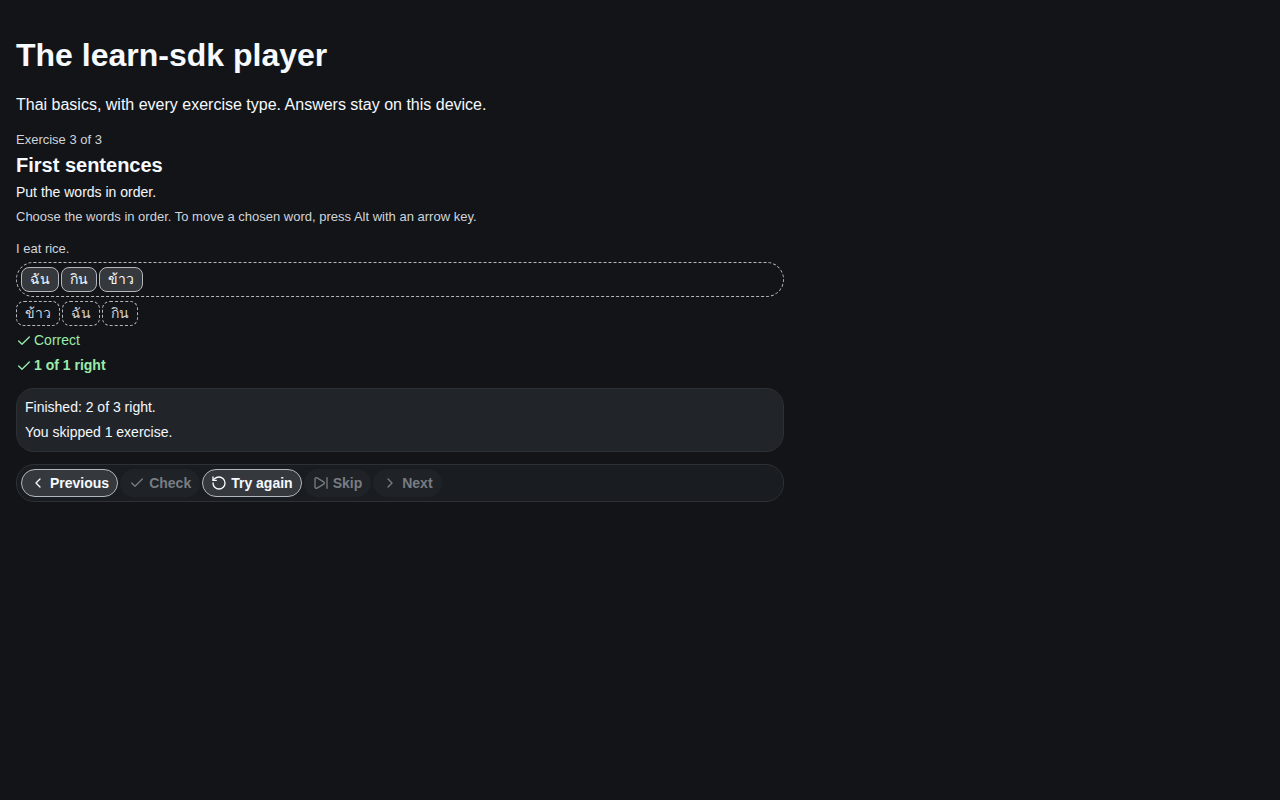 The learn-sdk player
Thai basics, with every exercise type. Answers stay on this device.
Exercise 3 of 3
First sentences
Put the words in order.
Choose the words in order. To move a chosen word, press Alt with an arrow key.
I eat rice.
ฉัน กิน ข้าว
ข้าว ฉัน กิน
Correct
1 of 1 right
Finished: 2 of 3 right.
You skipped 1 exercise.
Previous Check Try again Skip Next